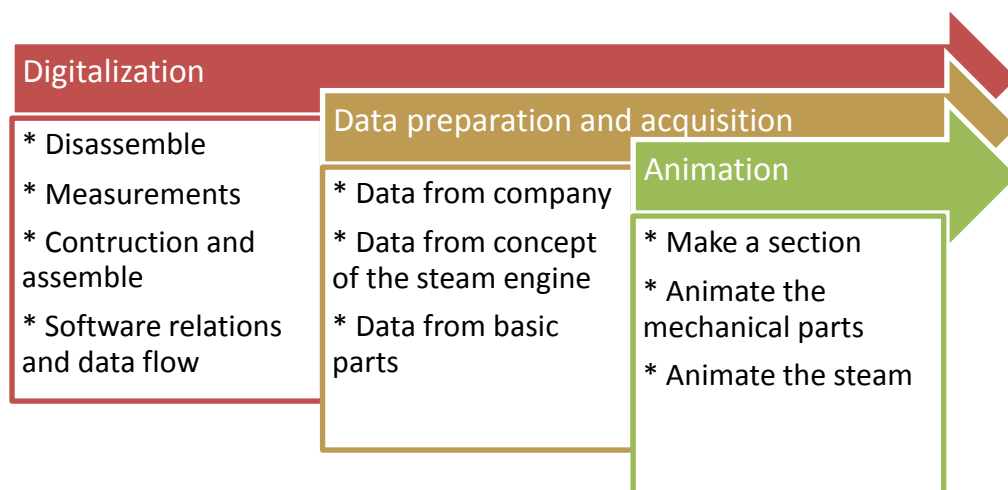 Digitalization
* Disassemble
* Measurements
* Contruction and
assemble
* Software relations
and data flow
Data preparation and acquisition
* Data from company
* Data from concept
of the steam engine
* Data from basic
parts
Animation
* Make a section
* Animate the
mechanical parts
* Animate the steam